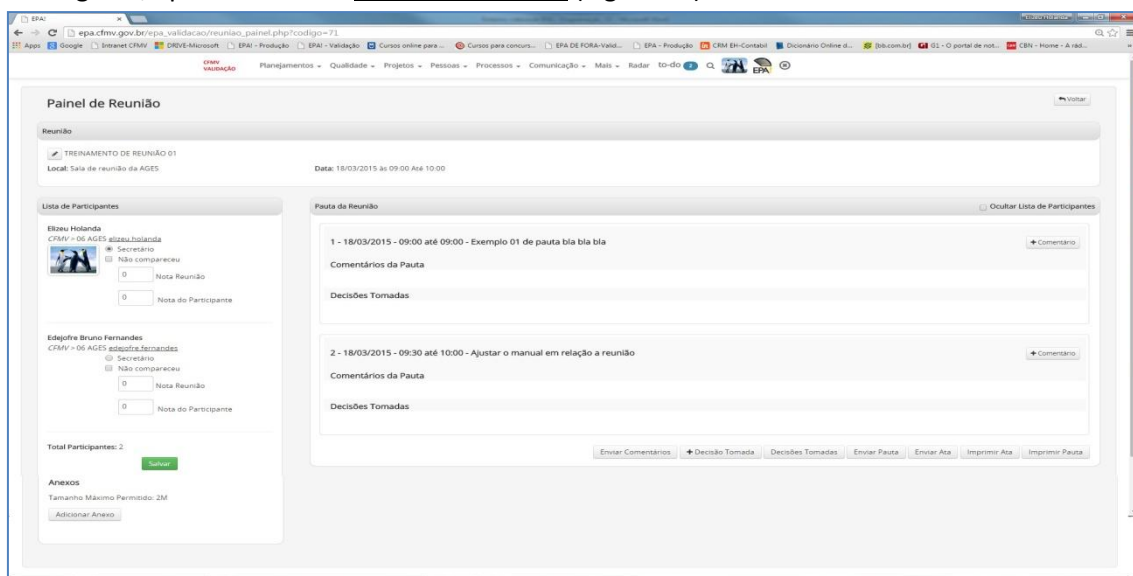 EPA!
epa.cfmv.gov.br/epa_validacao/reuniao_painel.php?codigo=71
Apps Google Intranet CFMV DRIVE-Microsoft EPA! - Produção EPA! - Validação Cursos online para ... Cursos para concurs... EPA DE FORA-Valid... EPA - Produção CRM EH-Contabil Dicionário Online d... [bib.com.br] G1 - O portal de not... CBN - Home - A rád...
CFMV
VALIDAÇÃO
Planejamentos Qualidade Projetos Pessoas Processos Comunicação Mais Radar to-do EPA
Painel de Reunião
Voltar
Reunião
TREINAMENTO DE REUNIÃO 01
Local: Sala de reunião da AGES
Data: 18/03/2015 às 09:00 Até 10:00
Lista de Participantes
Elizeu Holanda
CFMV > 06 AGES elizeu.holanda
Secretário
Não compareceu
0 Nota Reunião
0 Nota do Participante
Edejofre Bruno Fernandes
CFMV > 06 AGES edejofre.fernandes
Secretário
Não compareceu
0 Nota Reunião
0 Nota do Participante
Total Participantes: 2
Salvar
Anexos
Tamanho Máximo Permitido: 2M
Adicionar Anexo
Pauta da Reunião
Ocultar Lista de Participantes
1 - 18/03/2015 - 09:00 até 09:00 - Exemplo 01 de pauta bla bla bla
+ Comentário
Comentários da Pauta
Decisões Tomadas
2 - 18/03/2015 - 09:30 até 10:00 - Ajustar o manual em relação a reunião
+ Comentário
Comentários da Pauta
Decisões Tomadas
Enviar Comentários + Decisão Tomada Decisões Tomadas Enviar Pauta Enviar Ata Imprimir Ata Imprimir Pauta